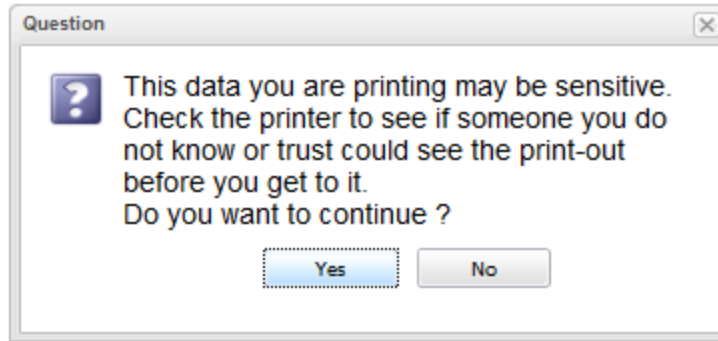 Question
This data you are printing may be sensitive.
Check the printer to see if someone you do
not know or trust could see the print-out
before you get to it.
Do you want to continue ?
Yes No